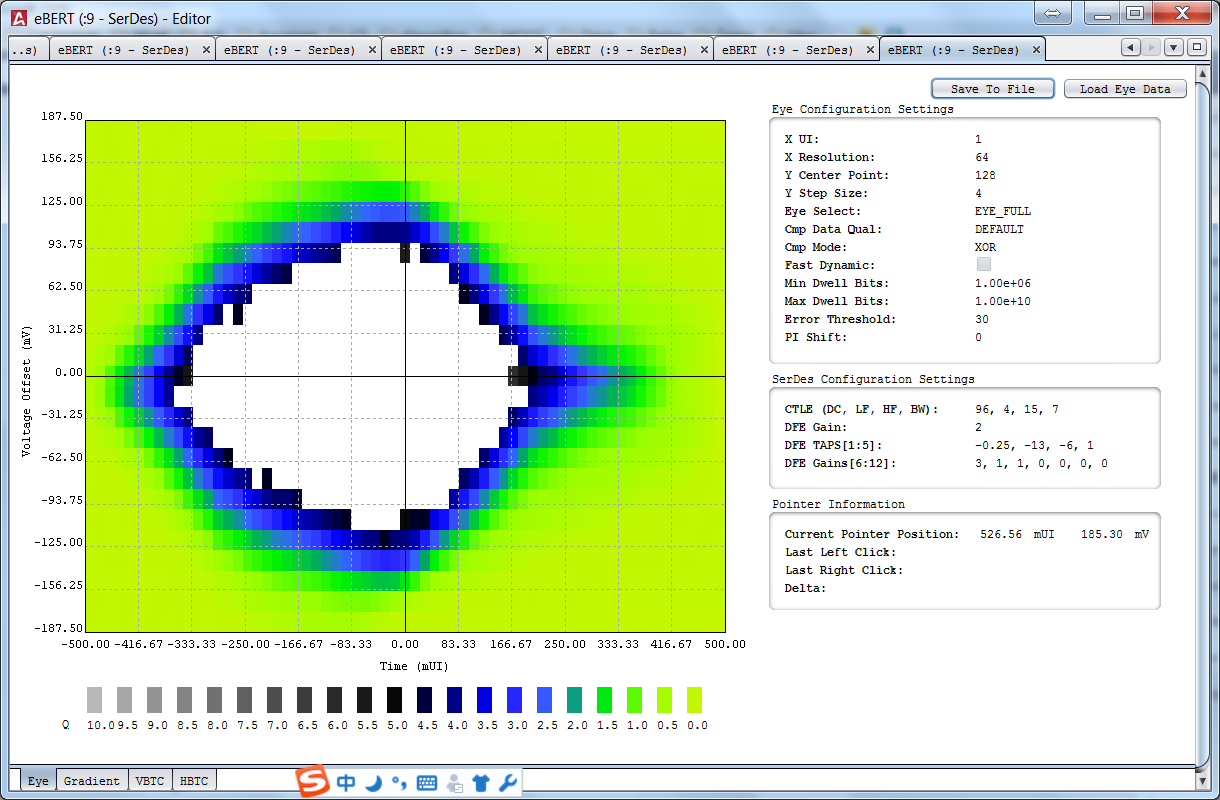 eBERT (:9 - SerDes) - Editor
..s) eBERT (:9 - SerDes) eBERT (:9 - SerDes) eBERT (:9 - SerDes) eBERT (:9 - SerDes) eBERT (:9 - SerDes) eBERT (:9 - SerDes)
Save To File Load Eye Data
Eye Configuration Settings
X UI: 1
X Resolution: 64
Y Center Point: 128
Y Step Size: 4
Eye Select: EYE_FULL
Cmp Data Qual: DEFAULT
Cmp Mode: XOR
Fast Dynamic:
Min Dwell Bits: 1.00e+06
Max Dwell Bits: 1.00e+10
Error Threshold: 30
PI Shift: 0
SerDes Configuration Settings
CTLE (DC, LF, HF, BW): 96, 4, 15, 7
DFE Gain: 2
DFE TAPS[1:5]: -0.25, -13, -6, 1
DFE Gains[6:12]: 3, 1, 1, 0, 0, 0, 0
Pointer Information
Current Pointer Position: 526.56 mUI 185.30 mV
Last Left Click:
Last Right Click:
Delta:
Voltage Offset (mV)
187.50
156.25
125.00
93.75
62.50
31.25
0.00
-31.25
-62.50
-93.75
-125.00
-156.25
-187.50
-500.00 -416.67 -333.33 -250.00 -166.67 -83.33 0.00 83.33 166.67 250.00 333.33 416.67 500.00
Time (mUI)
Q 10.0 9.5 9.0 8.5 8.0 7.5 7.0 6.5 6.0 5.5 5.0 4.5 4.0 3.5 3.0 2.5 2.0 1.5 1.0 0.5 0.0
Eye Gradient VBTC HBTC
中